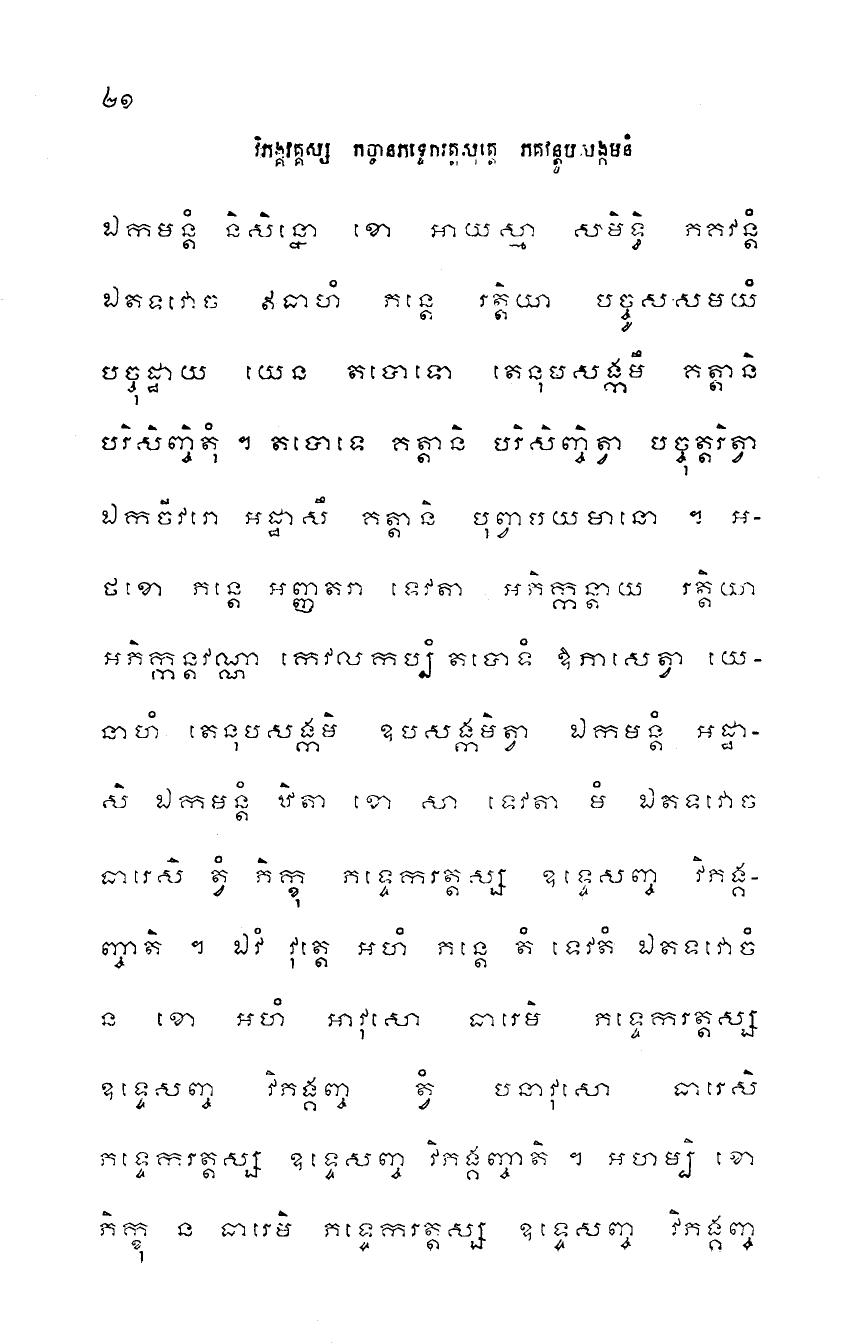 ៤១
វិភង្គវគ្គស្ស កច្ចានភទ្ទេករត្តសុត្តេ ភគវន្តូបសង្កមនំ
ឯកមន្តំ និសិន្នោ ខោ អាយស្មា សមិទ្ធិ ភគវន្តំ
ឯតទវោច ឥធាហំ ភន្តេ រត្តិយា បច្ចូសសមយំ
បច្ចុដ្ឋាយ យេន តបោទោ តេនុបសង្កមឹ គត្តានិ
បរិសិញ្ចិតុំ ។ តបោទេ គត្តានិ បរិសិញ្ចិត្វា បច្ចុត្តរិត្វា
ឯកចីវរោ អដ្ឋាសឹ គត្តានិ បុព្វាបយមានោ ។ អ-
ថខោ ភន្តេ អញ្ញតរា ទេវតា អភិក្កន្តាយ រត្តិយា
អភិក្កន្តវណ្ណា កេវលកប្បំ តបោទំ ឱភាសេត្វា យេ-
នាហំ តេនុបសង្កមិ ឧបសង្កមិត្វា ឯកមន្តំ អដ្ឋា-
សិ ឯកមន្តំ ឋិតា ខោ សា ទេវតា មំ ឯតទវោច
ធារេសិ ត្វំ ភិក្ខុ ភទ្ទេករត្តស្ស ឧទ្ទេសញ្ច វិភង្គ-
ញ្ចាតិ ។ ឯវំ វុត្តេ អហំ ភន្តេ តំ ទេវតំ ឯតទវោចំ
ន ខោ អហំ អាវុសោ ធារេមិ ភទ្ទេករត្តស្ស
ឧទ្ទេសញ្ច វិភង្គញ្ច ត្វំ បនាវុសោ ធារេសិ
ភទ្ទេករត្តស្ស ឧទ្ទេសញ្ច វិភង្គញ្ចាតិ ។ អហម្បិ ខោ
ភិក្ខុ ន ធារេមិ ភទ្ទេករត្តស្ស ឧទ្ទេសញ្ច វិភង្គញ្ច